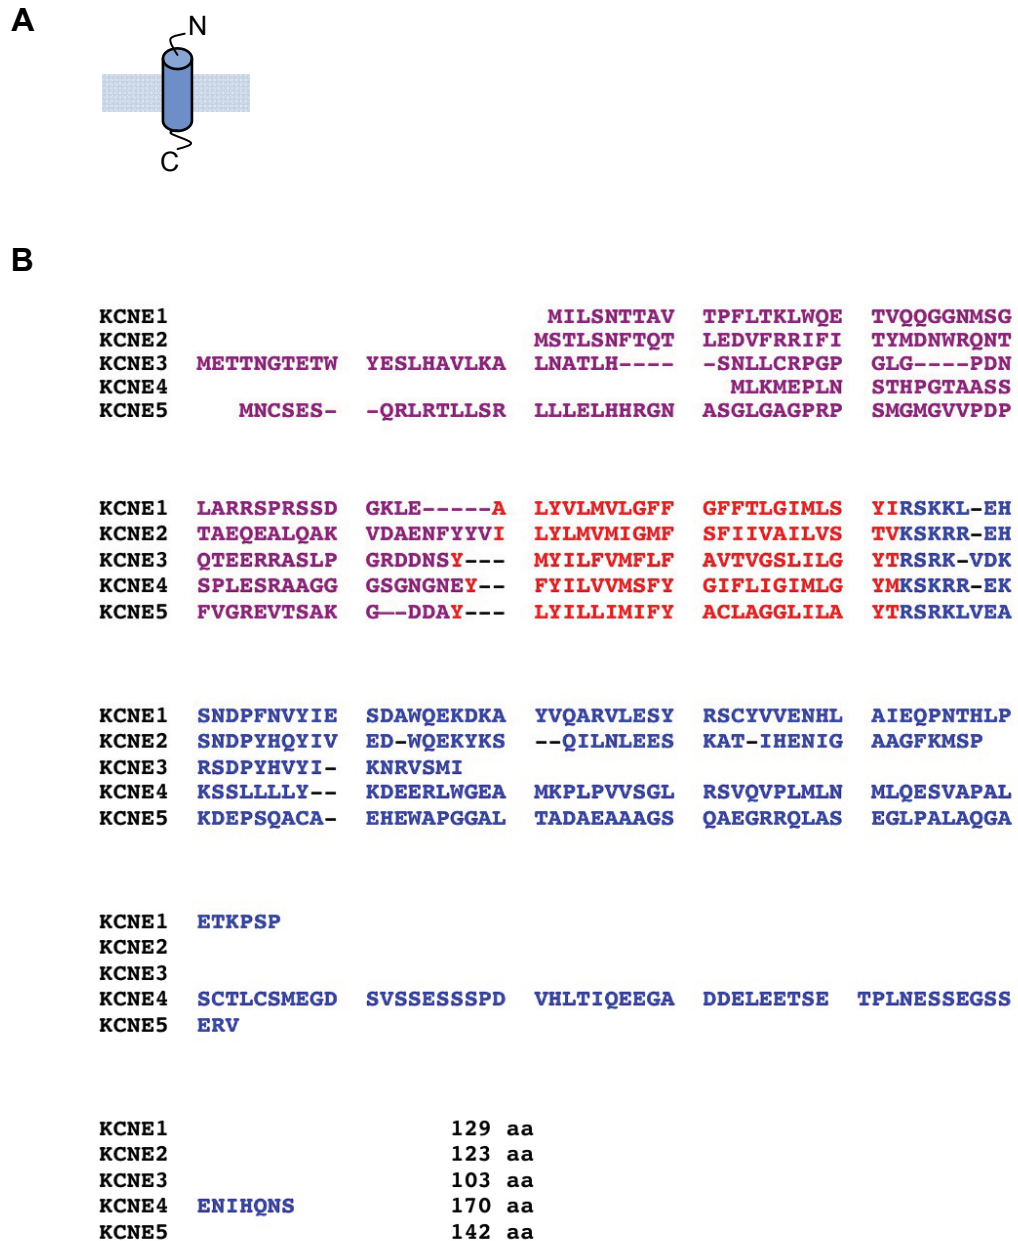 A
N
C
B
KCNE1 MILSNTTAV TPFLTKLWQE TVQQGGNMSG
KCNE2 MSTLSNFTQT LEDVFRRIFI TYMDNWRQNT
KCNE3 METTNGTETW YESLHAVLKA LNATLH---- -SNLLCRPGP GLG----PDN
KCNE4 MLKMEPLN STHPGTAASS
KCNE5 MNCSES- -QRLRTLLSR LLLELHHRGN ASGLGAGPRP SMGMGVVPDP
KCNE1 LARRSPRSSD GKLE-----A LYVLMVLGFF GFFTLGIMLS YIRSKKL-EH
KCNE2 TAEQEALQAK VDAENFYYVI LYLMVMIGMF SFIIVAILVS TVKSKRR-EH
KCNE3 QTEERRASLP GRDDNSY--- MYILFVMFLF AVTVGSLILG YTRSRK-VDK
KCNE4 SPLESRAAGG GSGNGNEY-- FYILVVMSFY GIFLIGIMLG YMKSKRR-EK
KCNE5 FVGREVTSAK G—-DDAY--- LYILLIMIFY ACLAGGLILA YTRSRKLVEA
KCNE1 SNDPFNVYIE SDAWQEKDKA YVQARVLESY RSCYVVENHL AIEQPNTHLP
KCNE2 SNDPYHQYIV ED-WQEKYKS --QILNLEES KAT-IHENIG AAGFKMSP
KCNE3 RSDPYHVYI- KNRVSMI
KCNE4 KSSLLLLY-- KDEERLWGEA MKPLPVVSGL RSVQVPLMLN MLQESVAPAL
KCNE5 KDEPSQACA- EHEWAPGGAL TADAEAAAGS QAEGRRQLAS EGLPALAQGA
KCNE1 ETKPSP
KCNE2
KCNE3
KCNE4 SCTLCSMEGD SVSSESSSPD VHLTIQEEGA DDELEETSE TPLNESSEGSS
KCNE5 ERV
KCNE1 129 aa
KCNE2 123 aa
KCNE3 103 aa
KCNE4 ENIHQNS 170 aa
KCNE5 142 aa